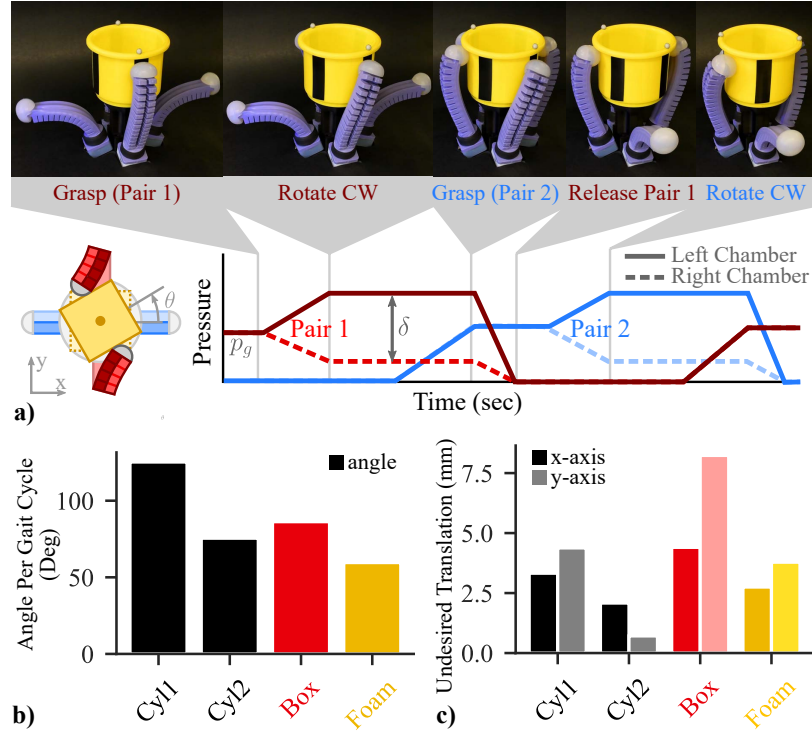 Grasp (Pair 1) Rotate CW Grasp (Pair 2) Release Pair 1 Rotate CW
Left Chamber
Right Chamber
θ
Pair 1
δ
Pair 2
p_g
Pressure
y
x
Time (sec)
a)
angle
Angle Per Gait Cycle
(Deg)
100
50
0
Cyl1 Cyl2 Box Foam
b)
x-axis
y-axis
Undesired Translation (mm)
7.5
5.0
2.5
0.0
Cyl1 Cyl2 Box Foam
c)